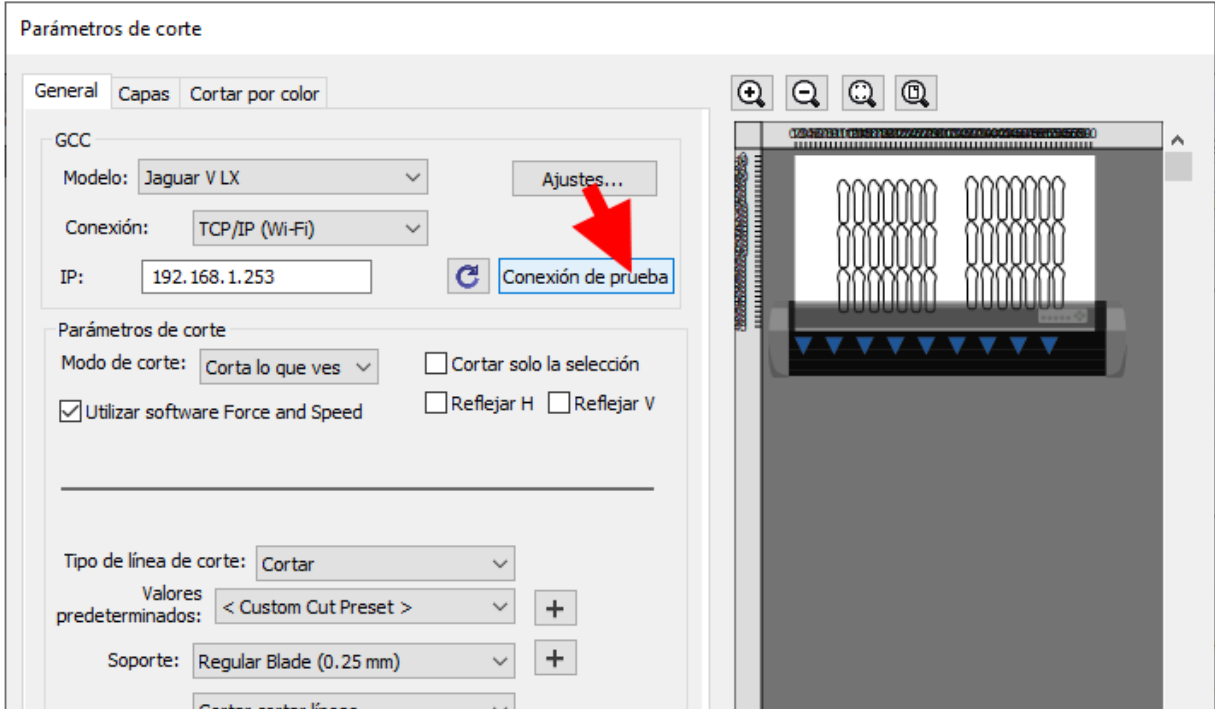 Parámetros de corte
General Capas Cortar por color
GCC
Modelo: Jaguar V LX Ajustes...
Conexión: TCP/IP (Wi-Fi)
IP: 192.168.1.253 Conexión de prueba
Parámetros de corte
Modo de corte: Corta lo que ves Cortar solo la selección
Utilizar software Force and Speed Reflejar H Reflejar V
Tipo de línea de corte: Cortar
Valores
predeterminados: < Custom Cut Preset >
Soporte: Regular Blade (0.25 mm)